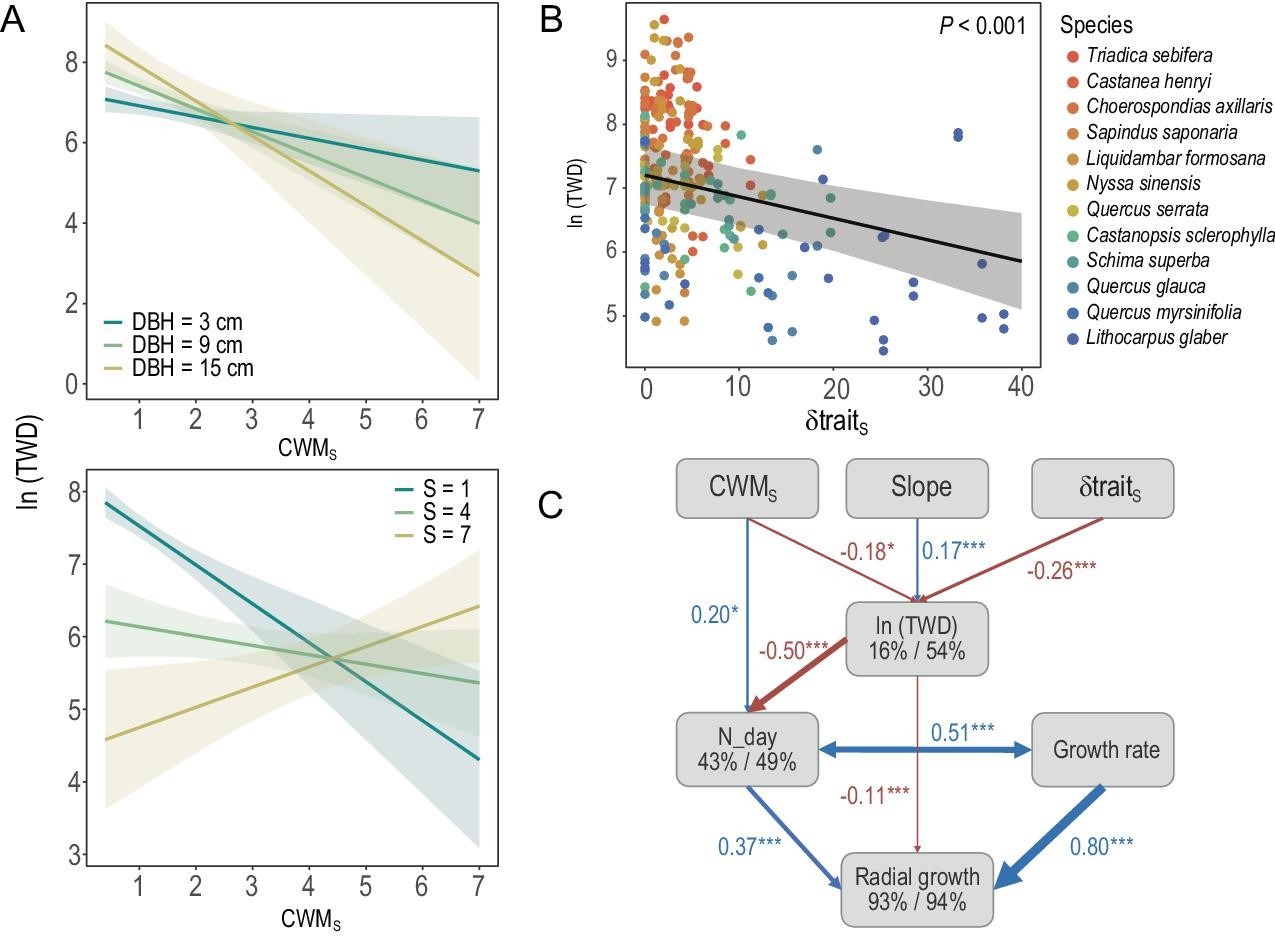 A
8
6
4
2
0
DBH = 3 cm
DBH = 9 cm
DBH = 15 cm
1 2 3 4 5 6 7
CWMS
ln (TWD)
8
7
6
5
4
3
S = 1
S = 4
S = 7
1 2 3 4 5 6 7
CWMS
B
P < 0.001
ln (TWD)
9
8
7
6
5
0 10 20 30 40
δtraitS
Species
Triadica sebifera
Castanea henryi
Choerospondias axillaris
Sapindus saponaria
Liquidambar formosana
Nyssa sinensis
Quercus serrata
Castanopsis sclerophylla
Schima superba
Quercus glauca
Quercus myrsinifolia
Lithocarpus glaber
C
CWMS
Slope
δtraitS
-0.18*
0.17***
-0.26***
0.20*
ln (TWD)
16% / 54%
-0.50***
N_day
43% / 49%
0.51***
Growth rate
-0.11***
0.37***
0.80***
Radial growth
93% / 94%